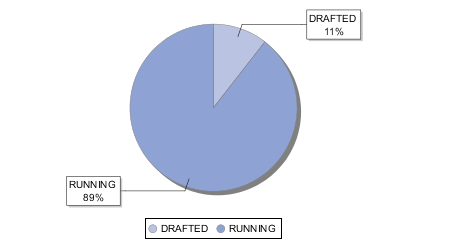 DRAFTED
11%
RUNNING
89%
DRAFTED RUNNING